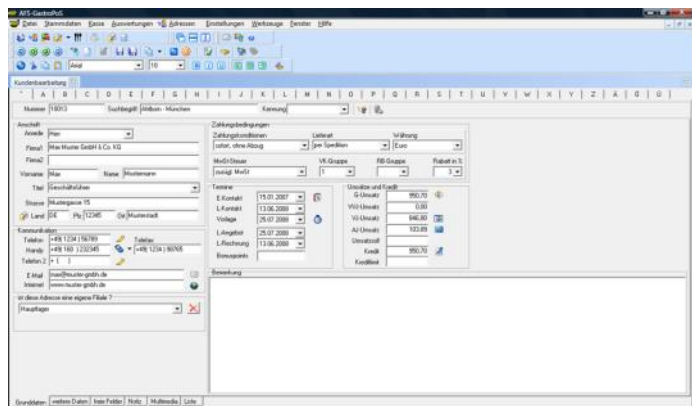 ATS-GastroPoS
Datei Stammdaten Kasse Auswertungen Adressen Einstellungen Werkzeuge Fenster Hilfe
Arial 10
Kundenbearbeitung
* A B C D E F G H I J K L M N O P Q R S T U V W X Y Z Ä Ö Ü
Nummer 10013 Suchbegriff Ahlborn - München Kennung
Anschrift
Anrede Herr
Firma1 Max Muster GmbH & Co. KG
Firma2
Vorname Max Name Mustermann
Titel Geschäftsführer
Strasse Mustergasse 15
Land DE Plz 12345 Ort Musterstadt
Kommunikation
Telefon +49( 1234 ) 56789 Telefax
Handy +49( 160 ) 232345 +49( 1234 ) 98765
Telefon 2 + ( )
E-Mail max@muster-gmbh.de
Internet www.muster-gmbh.de
Ist diese Adresse eine eigene Filiale ?
Hauptlager
Zahlungsbedingungen
Zahlungskonditionen Lieferart Währung
sofort, ohne Abzug per Spedition Euro
MwSt-Steuer VK-Gruppe RB-Gruppe Rabatt in %
zuzügl. MwSt 1 3
Termine
E.Kontakt 15.01.2007
L.Kontakt 13.06.2008
Vorlage 25.07.2008
L.Angebot 25.07.2008
L.Rechnung 13.06.2008
Bonuspoints
Umsätze und Kredit
G-Umsatz 950,70
VVJ-Umsatz 0,00
VJ-Umsatz 846,80
AJ-Umsatz 103,89
Umsatzsoll
Kredit 950,70
Kreditlimit
Bemerkung
Grunddaten weitere Daten freie Felder Notiz Multimedia Liste